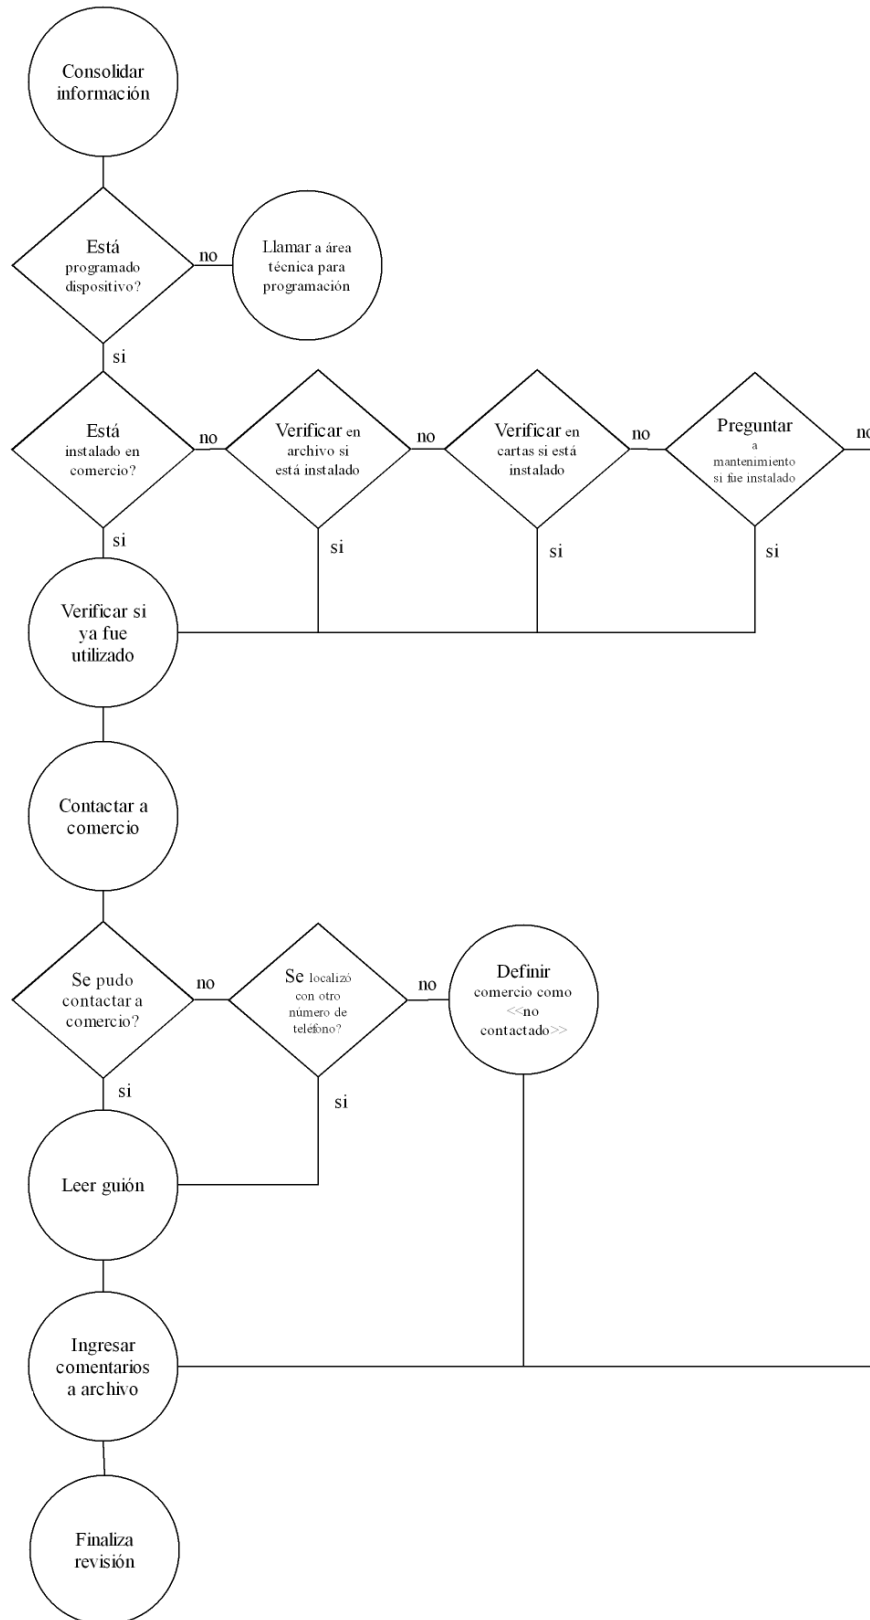 Consolidar
información
Está
programado
dispositivo?
no
Llamar a área
técnica para
programación
si
Está
instalado en
comercio?
no
Verificar en
archivo si
está instalado
no
Verificar en
cartas si está
instalado
no
Preguntar
a
mantenimiento
si fue instalado
no
si
si
si
si
Verificar si
ya fue
utilizado
Contactar a
comercio
Se pudo
contactar a
comercio?
no
Se localizó
con otro
número de
teléfono?
no
Definir
comercio como
<<no
contactado>>
si
si
Leer guión
Ingresar
comentarios
a archivo
Finaliza
revisión